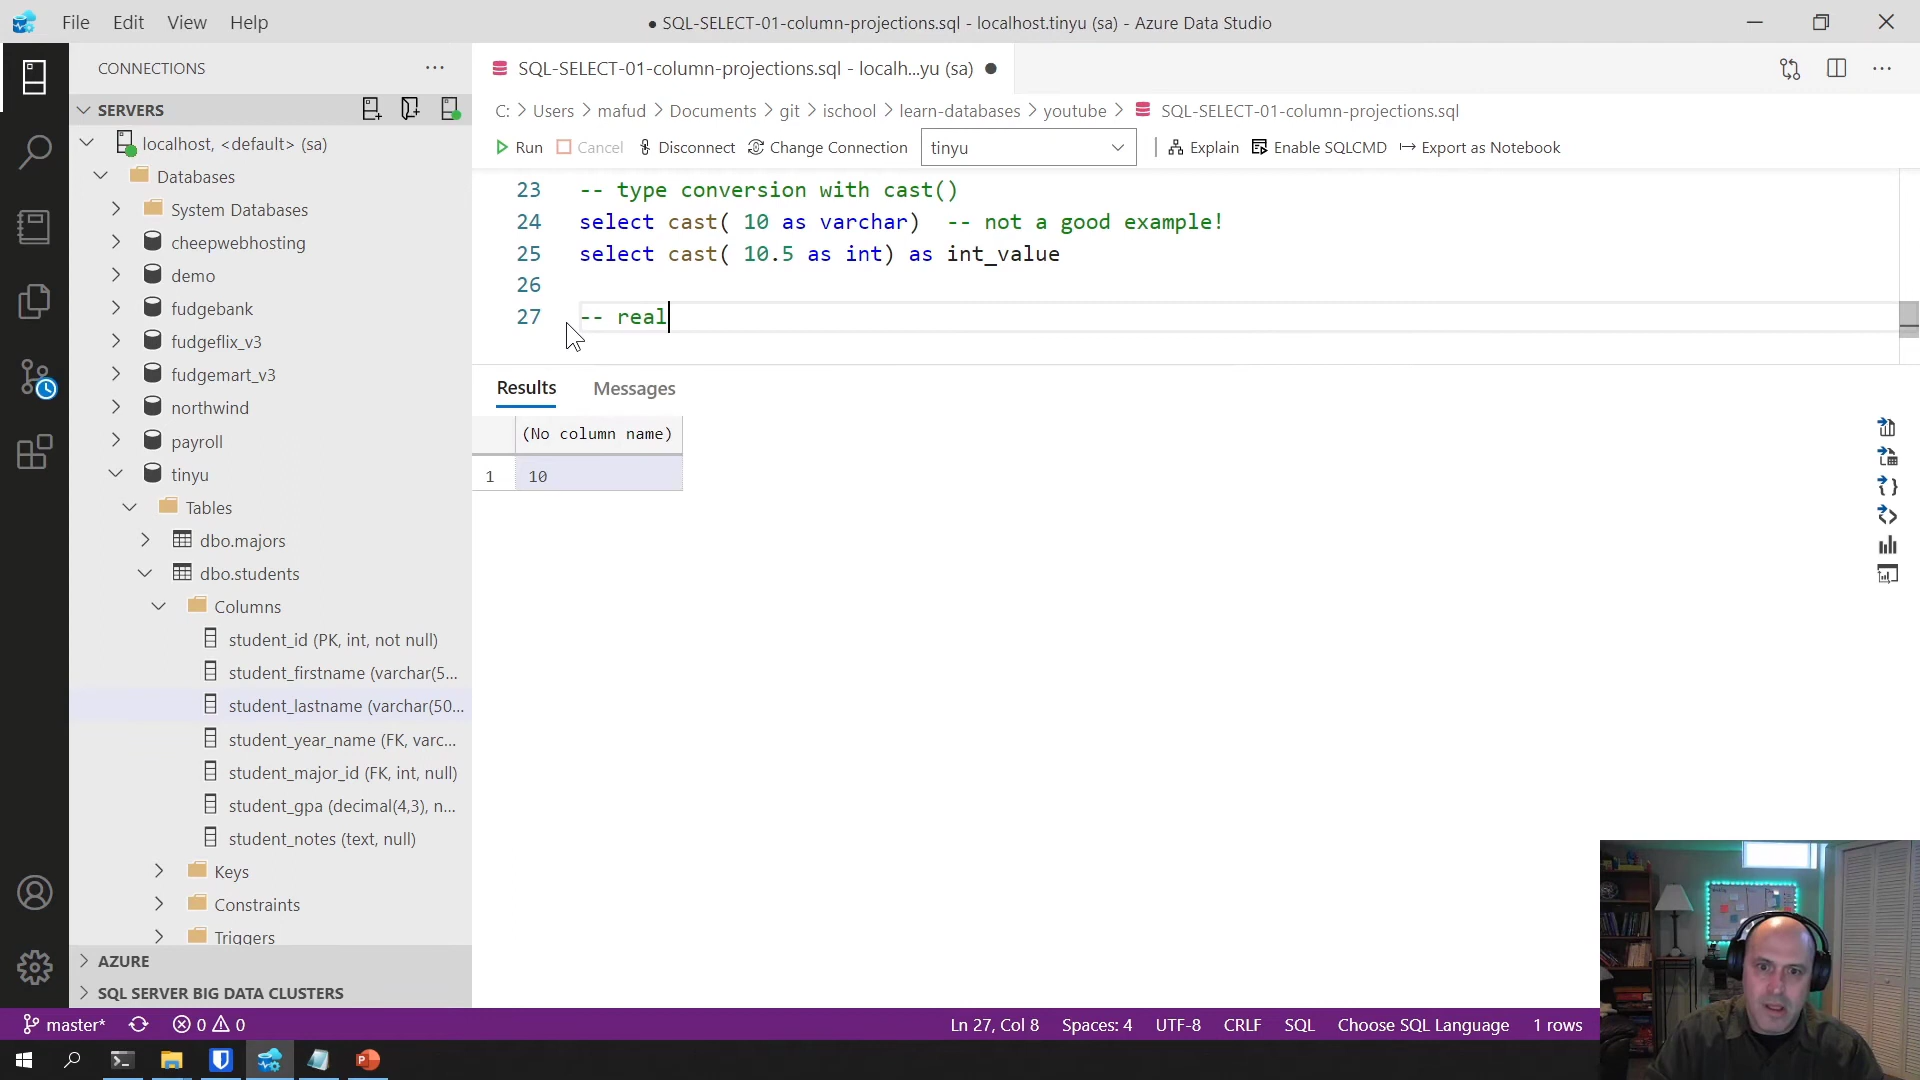 File Edit View Help
● SQL-SELECT-01-column-projections.sql - localhost.tinyu (sa) - Azure Data Studio
CONNECTIONS
SERVERS
localhost, <default> (sa)
Databases
System Databases
cheepwebhosting
demo
fudgebank
fudgeflix_v3
fudgemart_v3
northwind
payroll
tinyu
Tables
dbo.majors
dbo.students
Columns
student_id (PK, int, not null)
student_firstname (varchar(5...
student_lastname (varchar(50...
student_year_name (FK, varc...
student_major_id (FK, int, null)
student_gpa (decimal(4,3), n...
student_notes (text, null)
Keys
Constraints
Triggers
AZURE
SQL SERVER BIG DATA CLUSTERS
SQL-SELECT-01-column-projections.sql - localh...yu (sa)
C: > Users > mafud > Documents > git > ischool > learn-databases > youtube > SQL-SELECT-01-column-projections.sql
Run Cancel Disconnect Change Connection tinyu Explain Enable SQLCMD Export as Notebook
23 -- type conversion with cast()
24 select cast( 10 as varchar)  -- not a good example!
25 select cast( 10.5 as int) as int_value
26
27 -- real
Results Messages
(No column name)
1 10
master* 0 0 Ln 27, Col 8 Spaces: 4 UTF-8 CRLF SQL Choose SQL Language 1 rows